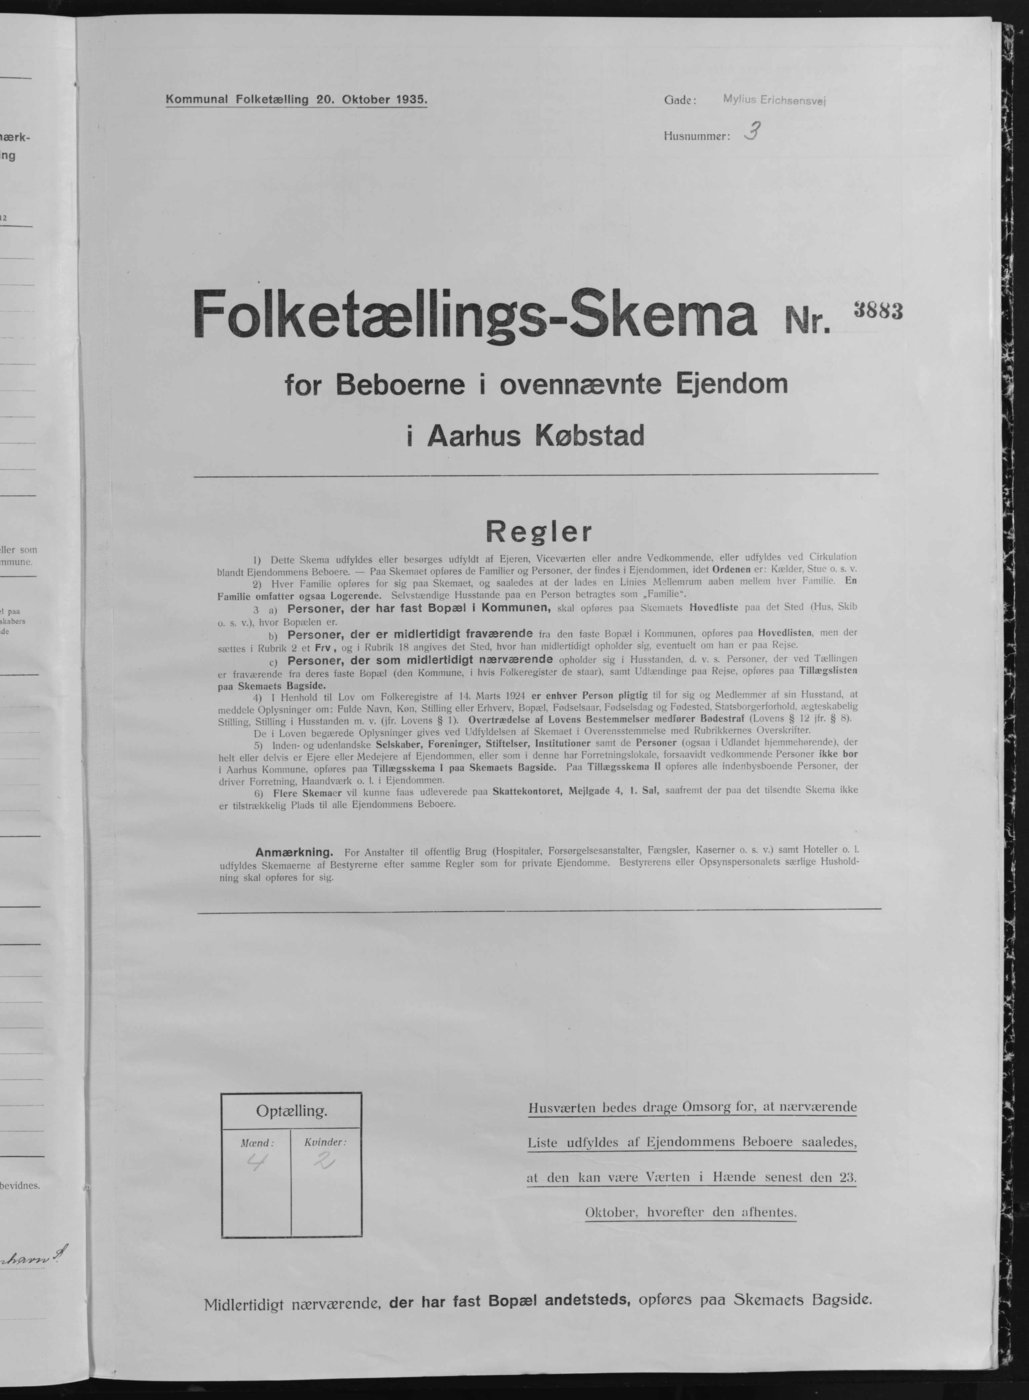 Kommunal Folketælling 20. Oktober 1935.
Gade: Mylius Erichsensvej
Husnummer: 3
Folketællings-Skema Nr. 3883
for Beboerne i ovennævnte Ejendom
i Aarhus Købstad
Regler
1) Dette Skema udfyldes eller besørges udfyldt af Ejeren, Viceværten eller andre Vedkommende, eller udfyldes ved Cirkulation
blandt Ejendommens Beboere. — Paa Skemaet opføres de Familier og Personer, der findes i Ejendommen, idet Ordenen er: Kælder, Stue o. s. v.
2) Hver Familie opføres for sig paa Skemaet, og saaledes at der lades en Linies Mellemrum aaben mellem hver Familie. En
Familie omfatter ogsaa Logerende. Selvstændige Husstande paa en Person betragtes som „Familie“.
3 a) Personer, der har fast Bopæl i Kommunen, skal opføres paa Skemaets Hovedliste paa det Sted (Hus, Skib
o. s. v.), hvor Bopælen er.
b) Personer, der er midlertidigt fraværende fra den faste Bopæl i Kommunen, opføres paa Hovedlisten, men der
sættes i Rubrik 2 et Frv, og i Rubrik 18 angives det Sted, hvor han midlertidigt opholder sig, eventuelt om han er paa Rejse.
c) Personer, der som midlertidigt nærværende opholder sig i Husstanden, d. v. s. Personer, der ved Tællingen
er fraværende fra deres faste Bopæl (den Kommune, i hvis Folkeregister de staar), samt Udlændinge paa Rejse, opføres paa Tillægslisten
paa Skemaets Bagside.
4) I Henhold til Lov om Folkeregistre af 14. Marts 1924 er enhver Person pligtig til for sig og Medlemmer af sin Husstand, at
meddele Oplysninger om: Fulde Navn, Køn, Stilling eller Erhverv, Bopæl, Fødselsaar, Fødselsdag og Fødested, Statsborgerforhold, ægteskabelig
Stilling, Stilling i Husstanden m. v. (jfr. Lovens § 1). Overtrædelse af Lovens Bestemmelser medfører Bødestraf (Lovens § 12 jfr. § 8).
De i Loven begærede Oplysninger gives ved Udfyldelsen af Skemaet i Overensstemmelse med Rubrikkernes Overskrifter.
5) Inden- og udenlandske Selskaber, Foreninger, Stiftelser, Institutioner samt de Personer (ogsaa i Udlandet hjemmehørende), der
helt eller delvis er Ejere eller Medejere af Ejendommen, eller som i denne har Forretningslokale, forsaavidt vedkommende Personer ikke bor
i Aarhus Kommune, opføres paa Tillægsskema I paa Skemaets Bagside. Paa Tillægsskema II opføres alle indenbysboende Personer, der
driver Forretning, Haandværk o. l. i Ejendommen.
6) Flere Skemaer vil kunne faas udleverede paa Skattekontoret, Mejlgade 4, 1. Sal, saafremt der paa det tilsendte Skema ikke
er tilstrækkelig Plads til alle Ejendommens Beboere.
Anmærkning. For Anstalter til offentlig Brug (Hospitaler, Forsørgelsesanstalter, Fængsler, Kaserner o. s. v.) samt Hoteller o. l.
udfyldes Skemaerne af Bestyrerne efter samme Regler som for private Ejendomme. Bestyrerens eller Opsynspersonalets særlige Hushold-
ning skal opføres for sig.
Optælling.
Mænd: Kvinder:
4 2
Husværten bedes drage Omsorg for, at nærværende
Liste udfyldes af Ejendommens Beboere saaledes,
at den kan være Værten i Hænde senest den 23.
Oktober, hvorefter den afhentes.
Midlertidigt nærværende, der har fast Bopæl andetsteds, opføres paa Skemaets Bagside.
ærk-
ng
12
ller som
mmune.
l paa
skabers
de
bevidnes.